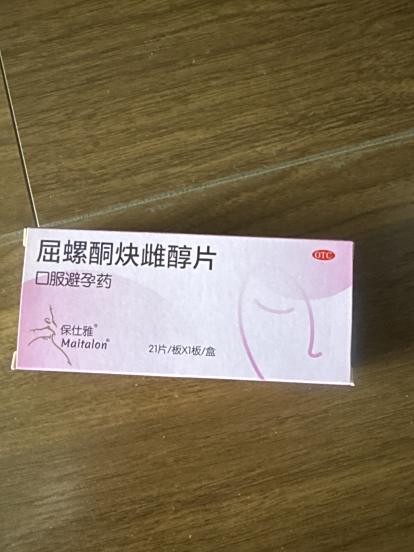 屈螺酮炔雌醇片
OTC
口服避孕药
保仕雅®
Maitalon®
21片/板X1板/盒